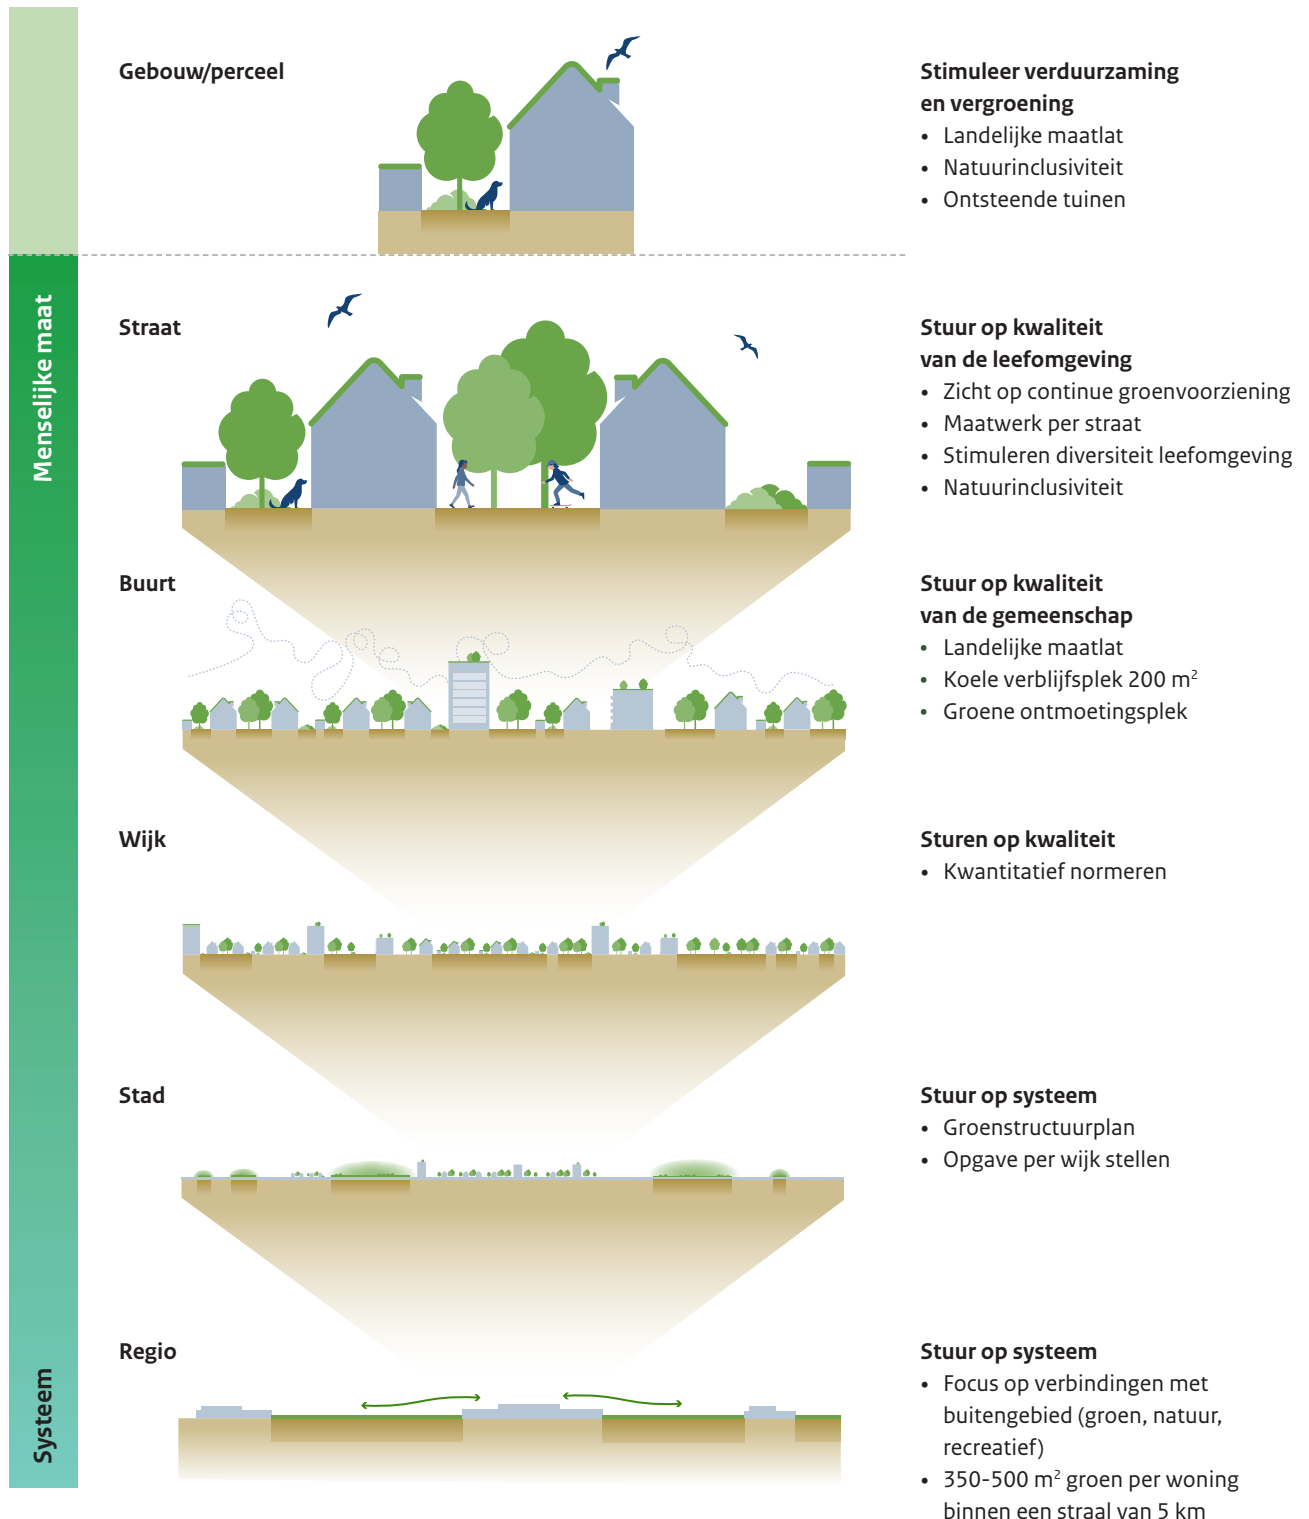 Gebouw/perceel
Stimuleer verduurzaming
en vergroening
• Landelijke maatlat
• Natuurinclusiviteit
• Ontsteende tuinen
Menselijke maat
Straat
Stuur op kwaliteit
van de leefomgeving
• Zicht op continue groenvoorziening
• Maatwerk per straat
• Stimuleren diversiteit leefomgeving
• Natuurinclusiviteit
Buurt
Stuur op kwaliteit
van de gemeenschap
• Landelijke maatlat
• Koele verblijfsplek 200 m²
• Groene ontmoetingsplek
Wijk
Sturen op kwaliteit
• Kwantitatief normeren
Stad
Stuur op systeem
• Groenstructuurplan
• Opgave per wijk stellen
Regio
Systeem
Stuur op systeem
• Focus op verbindingen met
buitengebied (groen, natuur,
recreatief)
• 350-500 m² groen per woning
binnen een straal van 5 km